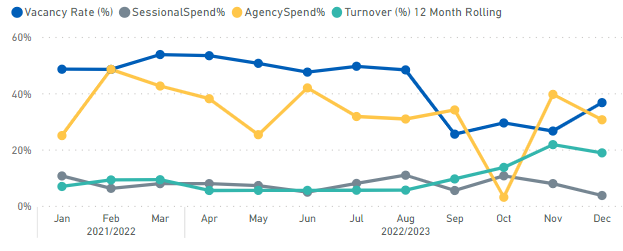 Vacancy Rate (%) SessionalSpend% AgencySpend% Turnover (%) 12 Month Rolling
60%
40%
20%
0%
Jan Feb Mar Apr May Jun Jul Aug Sep Oct Nov Dec
2021/2022 2022/2023